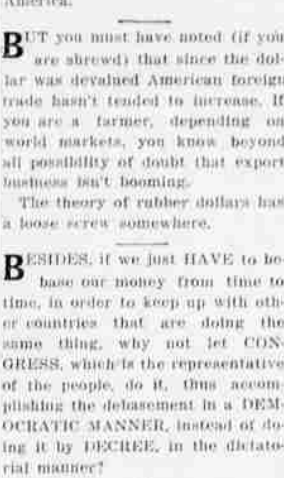 America.
BUT you must have noted (if you
are shrewd) that since the dol-
lar was devalued American foreign
trade hasn't tended to increase. If
you are a farmer, depending on
world markets, you know beyond
all possibility of doubt that export
business isn't booming.
The theory of rubber dollars has
a loose screw somewhere.
BESIDES, if we just HAVE to be-
base our money from time to
time, in order to keep up with oth-
er countries that are doing the
same thing, why not let CON-
GRESS, which is the representative
of the people, do it, thus accom-
plishing the debasement in a DEM-
OCRATIC MANNER, instead of do-
ing it by DECREE, in the dictato-
rial manner?